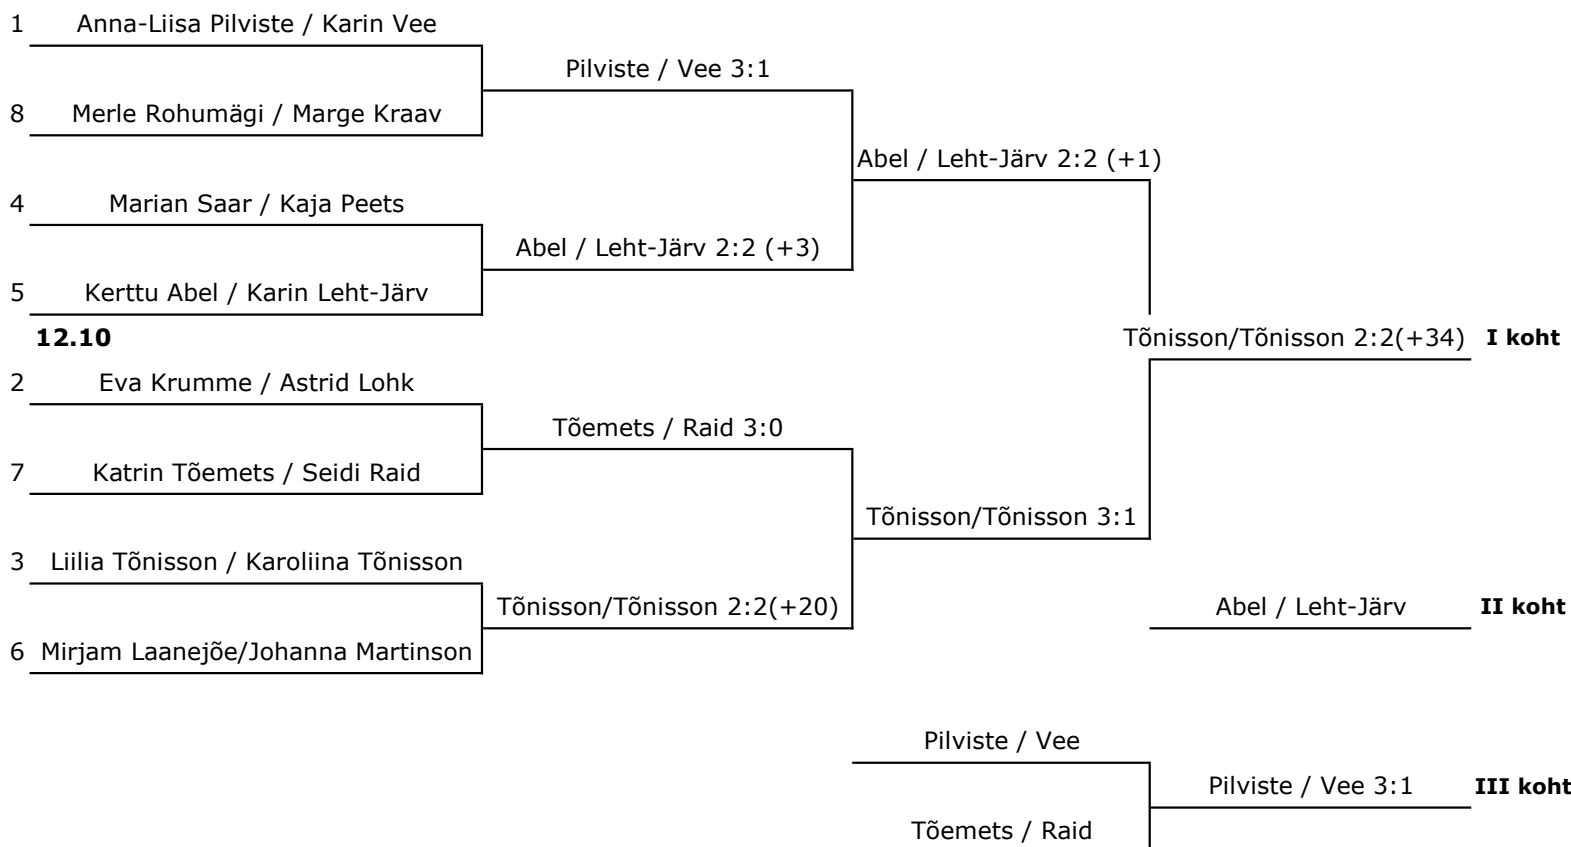 1 Anna-Liisa Pilviste / Karin Vee
Pilviste / Vee 3:1
8 Merle Rohumägi / Marge Kraav
Abel / Leht-Järv 2:2 (+1)
4 Marian Saar / Kaja Peets
Abel / Leht-Järv 2:2 (+3)
5 Kerttu Abel / Karin Leht-Järv
12.10
Tõnisson/Tõnisson 2:2(+34) I koht
2 Eva Krumme / Astrid Lohk
Tõemets / Raid 3:0
7 Katrin Tõemets / Seidi Raid
Tõnisson/Tõnisson 3:1
3 Liilia Tõnisson / Karoliina Tõnisson
Tõnisson/Tõnisson 2:2(+20)
Abel / Leht-Järv II koht
6 Mirjam Laanejõe/Johanna Martinson
Pilviste / Vee
Pilviste / Vee 3:1 III koht
Tõemets / Raid